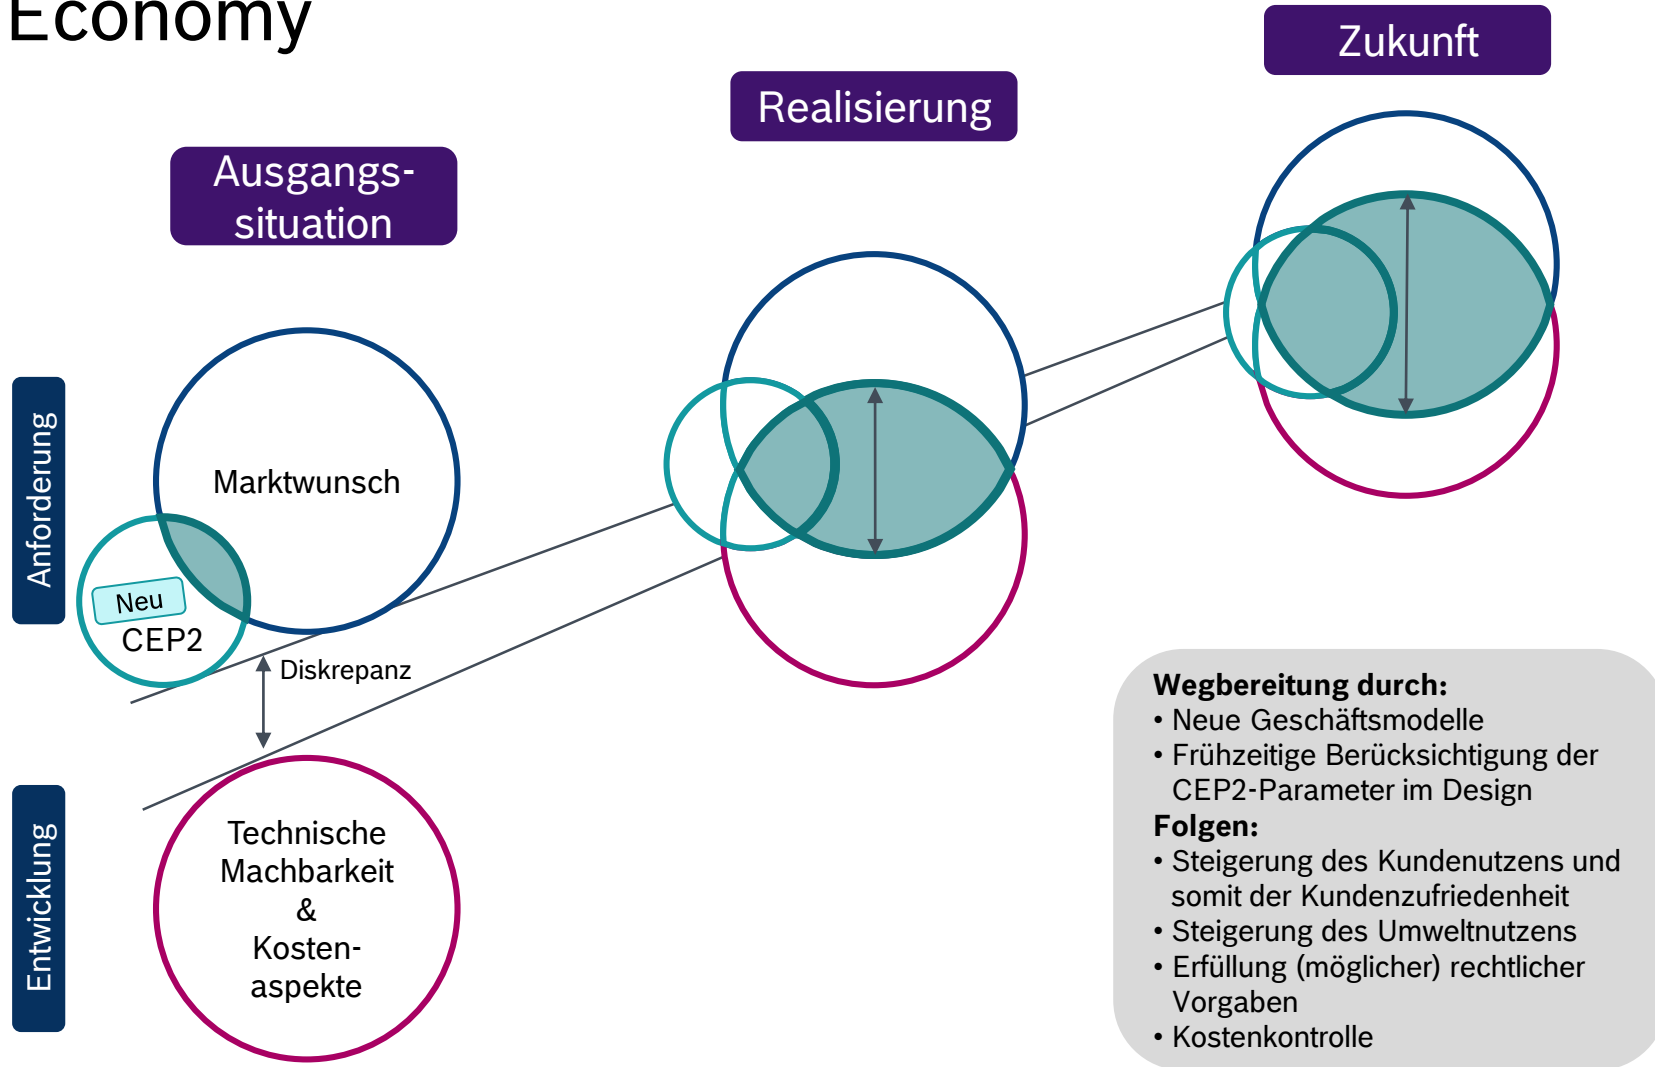 Economy
Zukunft
Realisierung
Ausgangs-
situation
Anforderung
Marktwunsch
Neu
CEP2
Diskrepanz
Entwicklung
Technische
Machbarkeit
&
Kosten-
aspekte
Wegbereitung durch:
• Neue Geschäftsmodelle
• Frühzeitige Berücksichtigung der
CEP2-Parameter im Design
Folgen:
• Steigerung des Kundenutzens und
somit der Kundenzufriedenheit
• Steigerung des Umweltnutzens
• Erfüllung (möglicher) rechtlicher
Vorgaben
• Kostenkontrolle